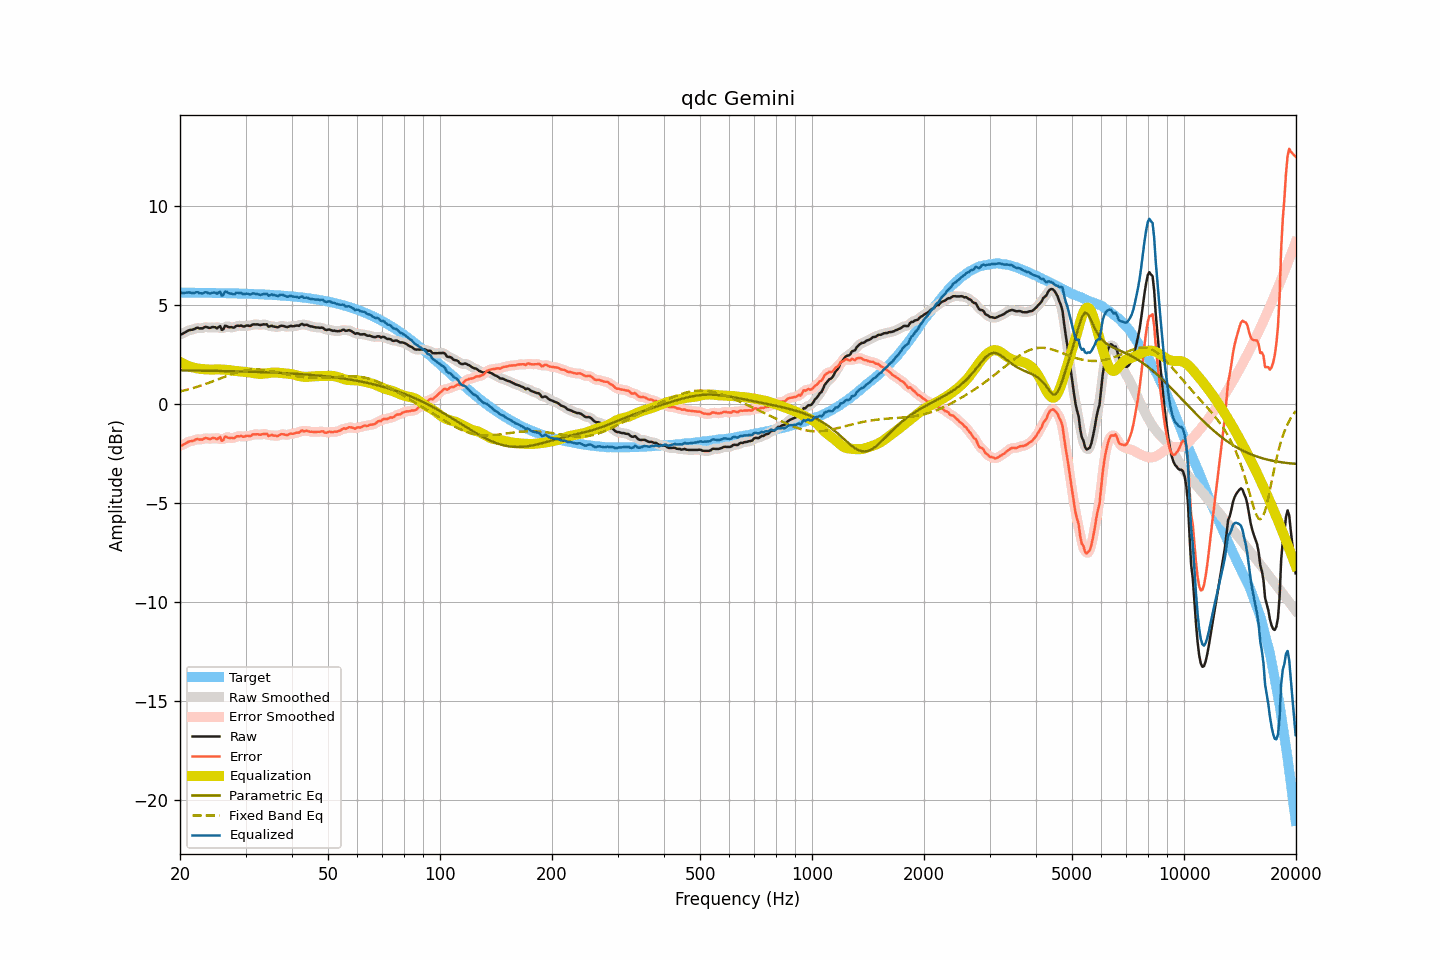 qdc Gemini
Amplitude (dBr)
10
5
0
−5
−10
−15
−20
Target
Raw Smoothed
Error Smoothed
Raw
Error
Equalization
Parametric Eq
Fixed Band Eq
Equalized
20 50 100 200 500 1000 2000 5000 10000 20000
Frequency (Hz)